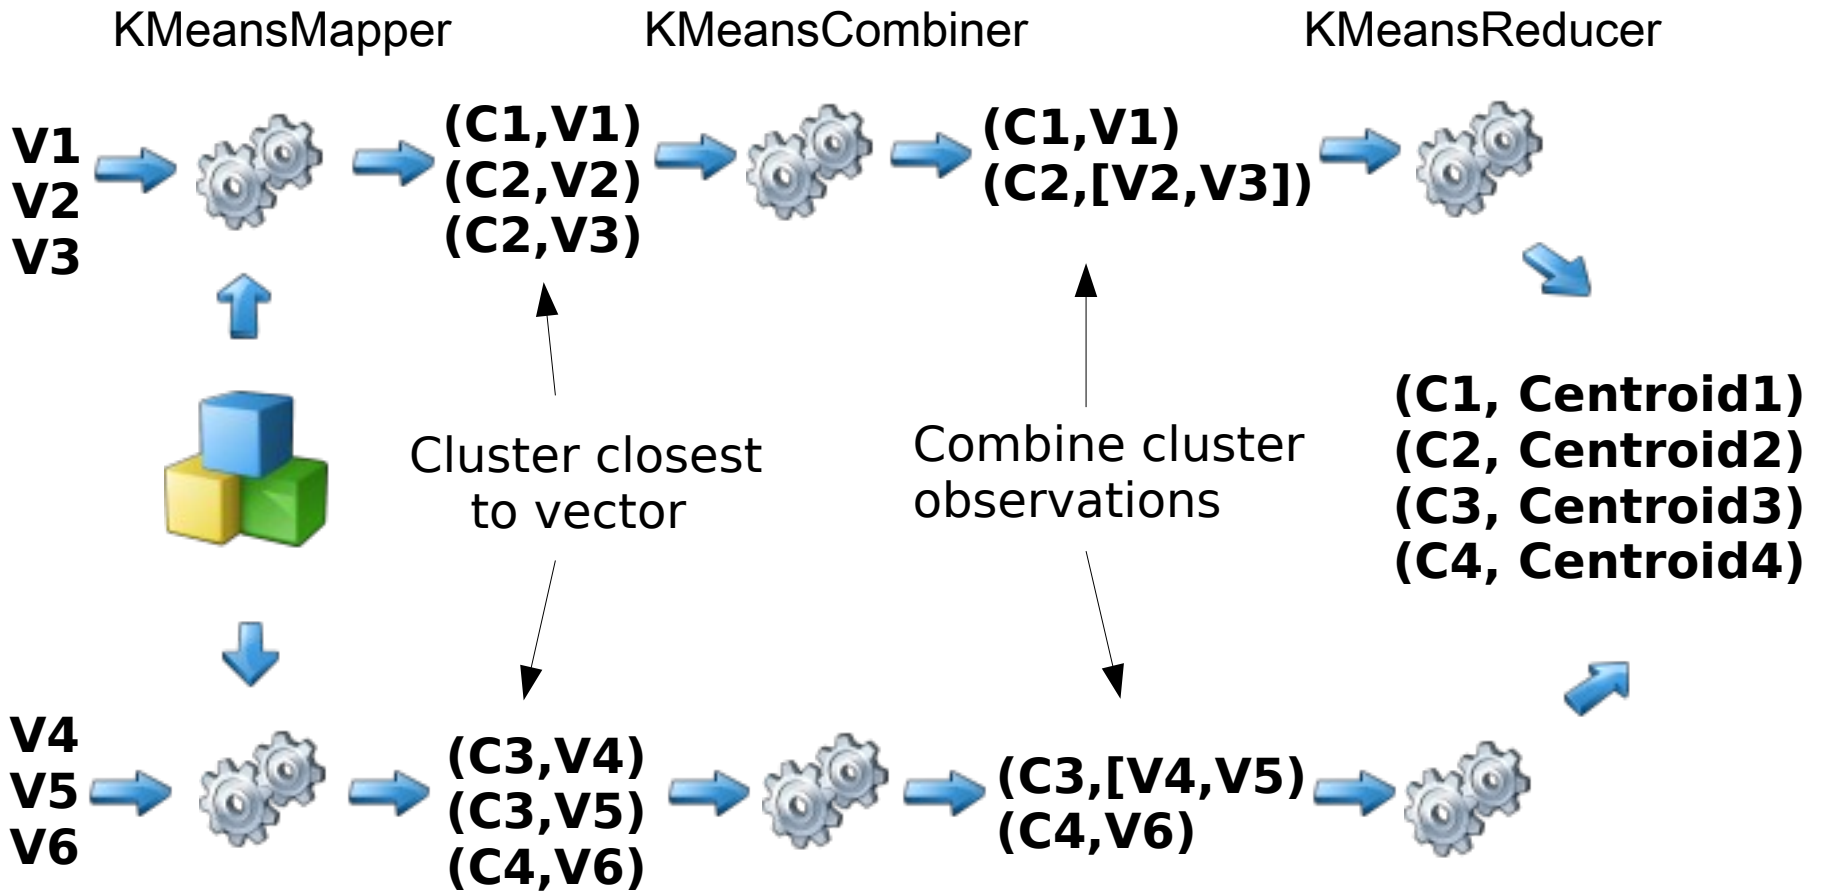 KMeansMapper
KMeansCombiner
KMeansReducer
V1
V2
V3
(C1,V1)
(C2,V2)
(C2,V3)
(C1,V1)
(C2,[V2,V3])
Cluster closest
to vector
Combine cluster
observations
(C1, Centroid1)
(C2, Centroid2)
(C3, Centroid3)
(C4, Centroid4)
V4
V5
V6
(C3,V4)
(C3,V5)
(C4,V6)
(C3,[V4,V5)
(C4,V6)